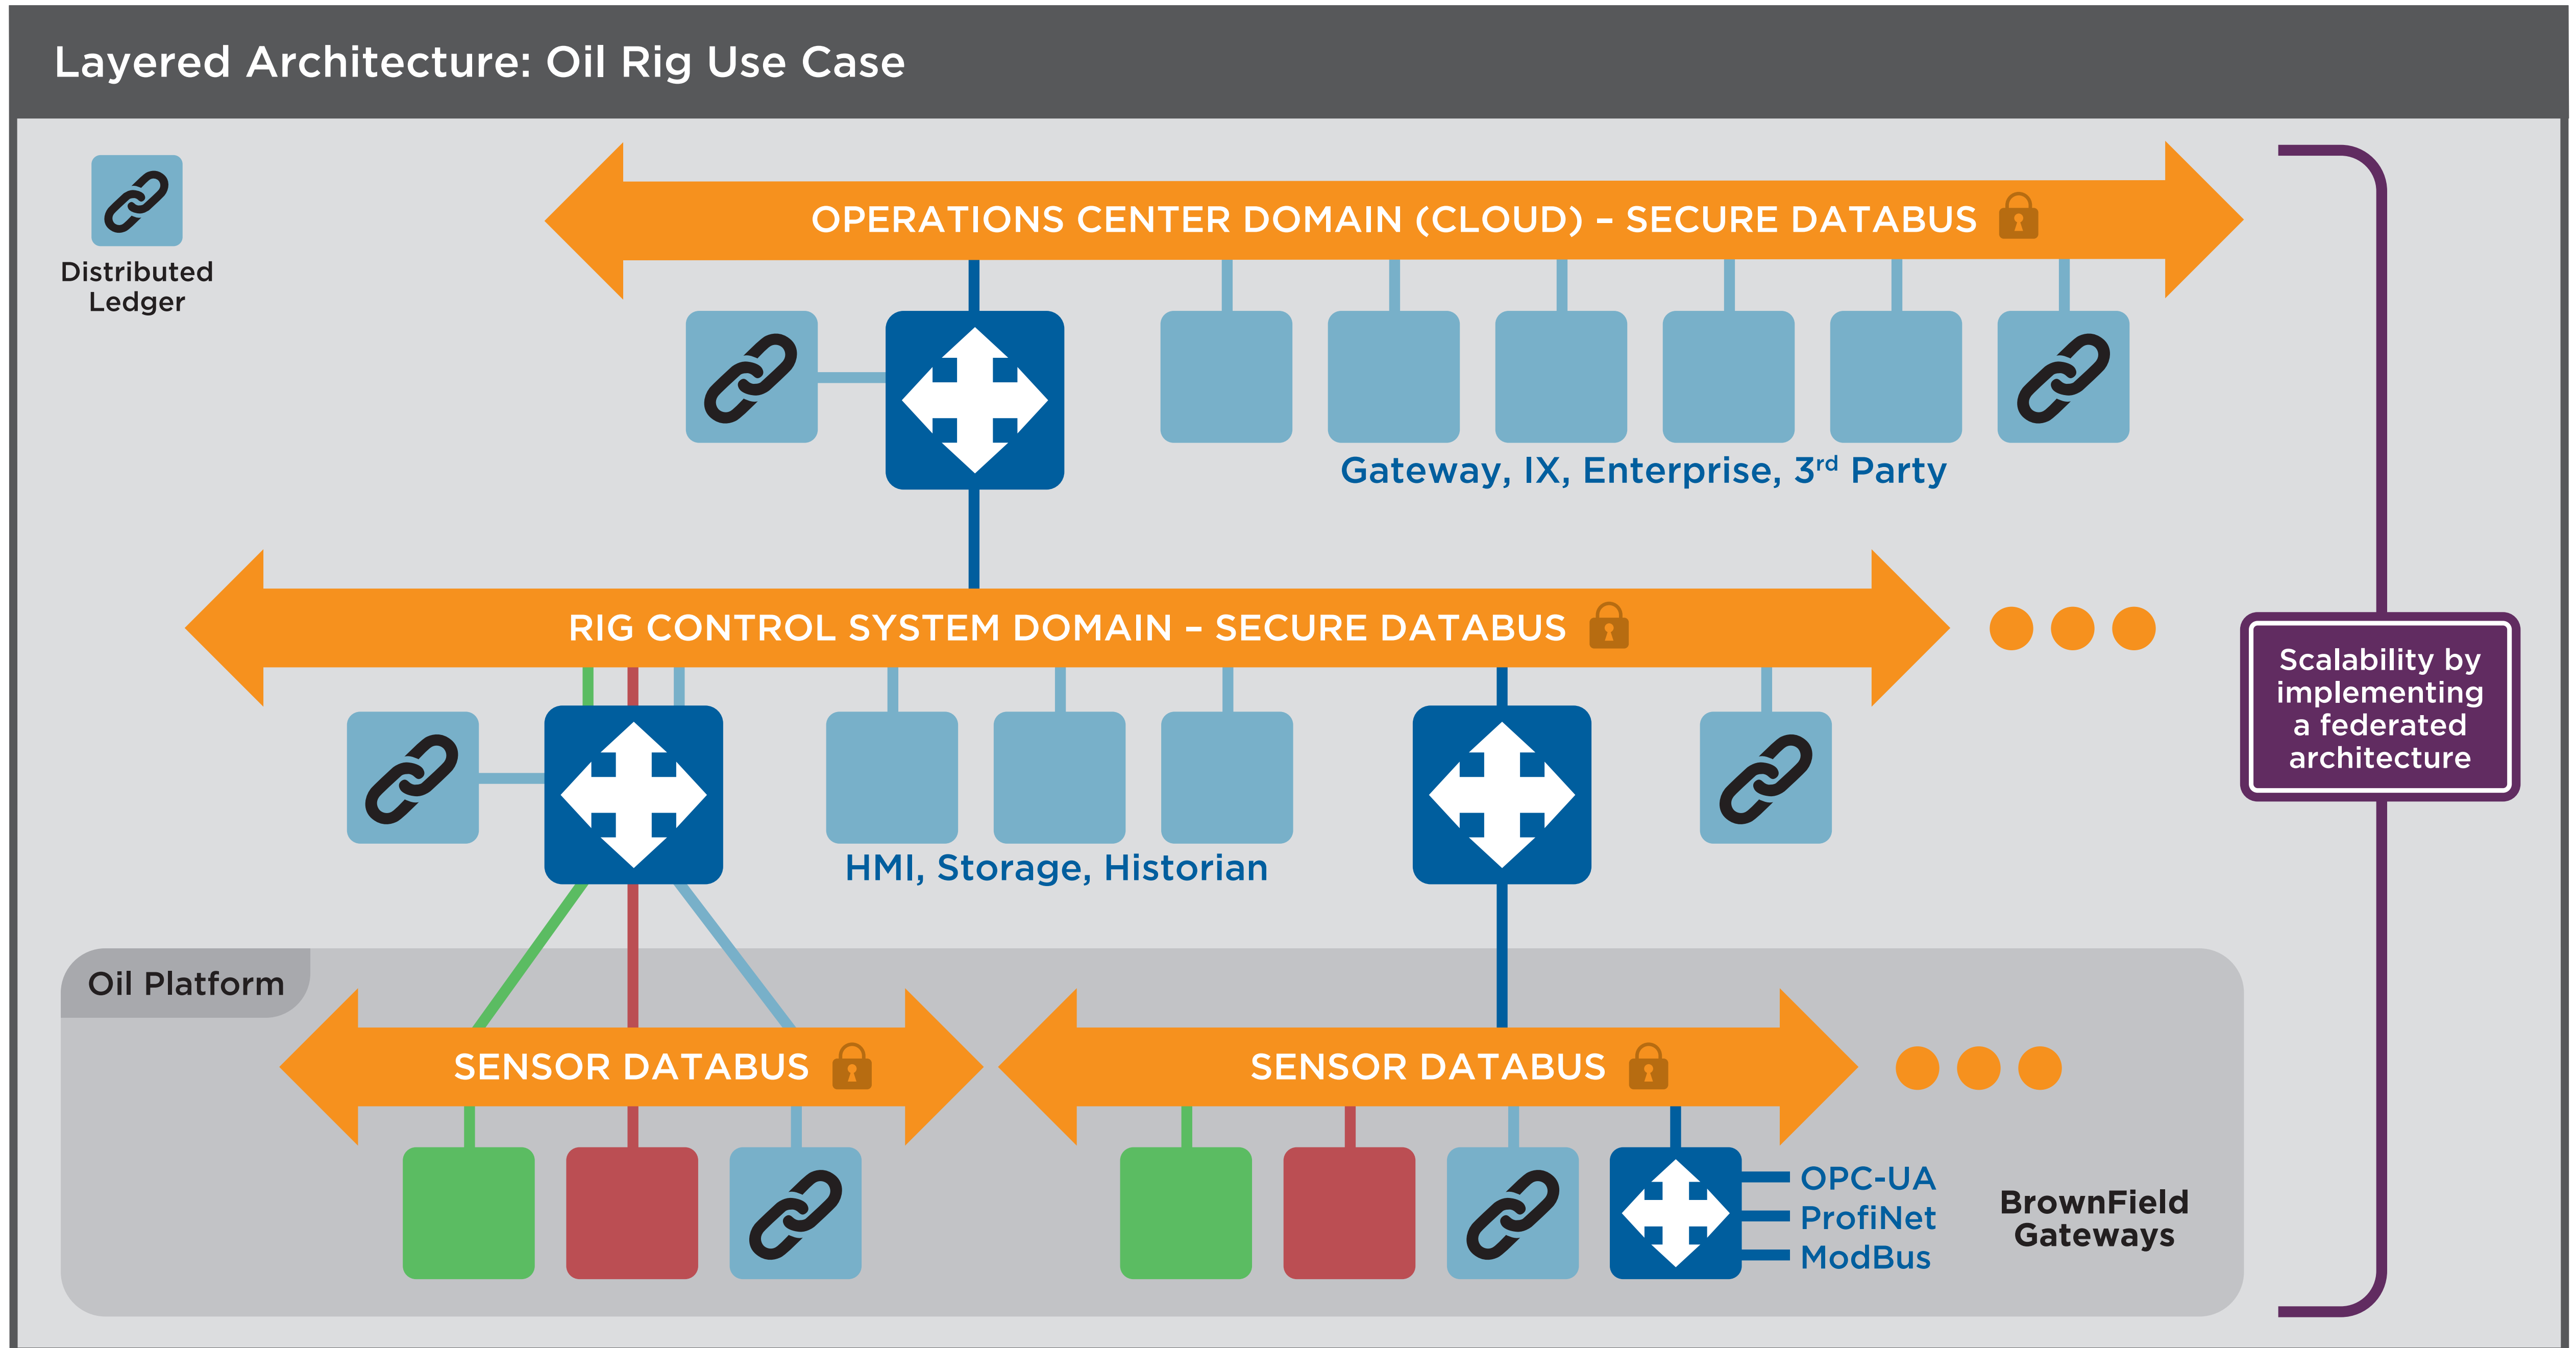 Layered Architecture: Oil Rig Use Case
Distributed
Ledger
OPERATIONS CENTER DOMAIN (CLOUD) – SECURE DATABUS
Gateway, IX, Enterprise, 3rd Party
RIG CONTROL SYSTEM DOMAIN – SECURE DATABUS
Scalability by
implementing
a federated
architecture
HMI, Storage, Historian
Oil Platform
SENSOR DATABUS
SENSOR DATABUS
OPC-UA
ProfiNet
ModBus
BrownField
Gateways